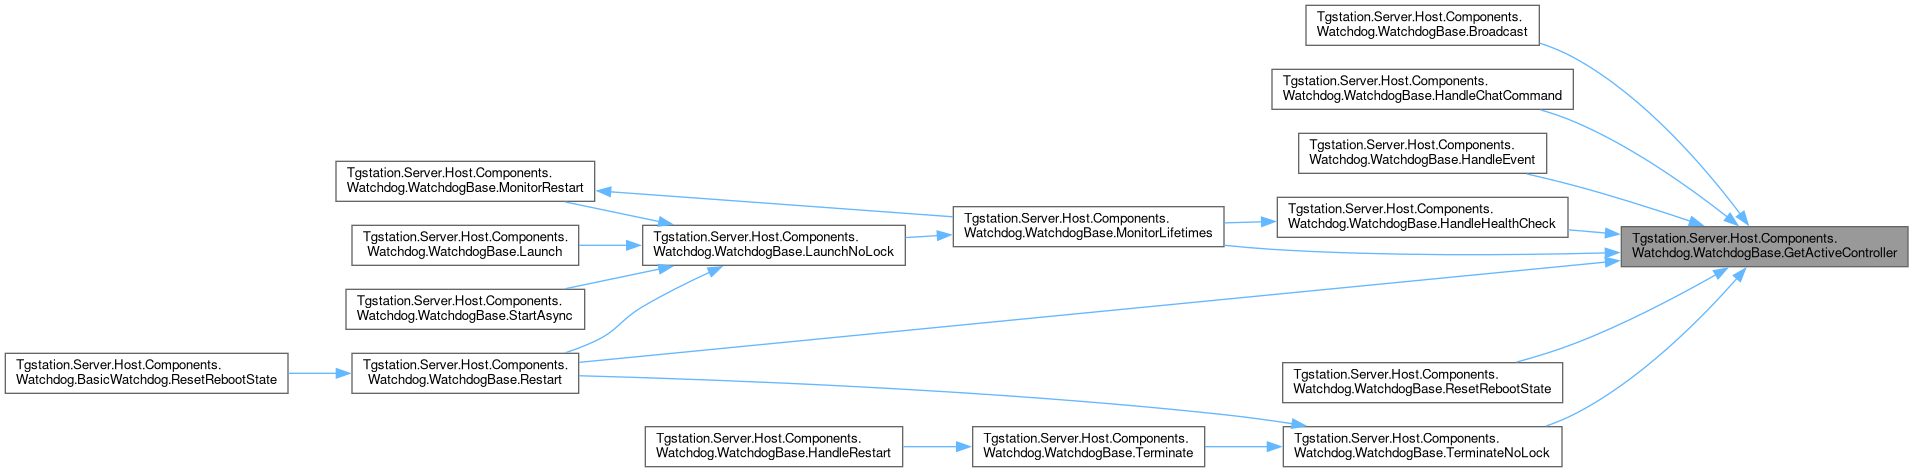 Tgstation.Server.Host.Components.
Watchdog.WatchdogBase.Broadcast
Tgstation.Server.Host.Components.
Watchdog.WatchdogBase.HandleChatCommand
Tgstation.Server.Host.Components.
Watchdog.WatchdogBase.HandleEvent
Tgstation.Server.Host.Components.
Watchdog.WatchdogBase.MonitorRestart
Tgstation.Server.Host.Components.
Watchdog.WatchdogBase.HandleHealthCheck
Tgstation.Server.Host.Components.
Watchdog.WatchdogBase.MonitorLifetimes
Tgstation.Server.Host.Components.
Watchdog.WatchdogBase.Launch
Tgstation.Server.Host.Components.
Watchdog.WatchdogBase.LaunchNoLock
Tgstation.Server.Host.Components.
Watchdog.WatchdogBase.GetActiveController
Tgstation.Server.Host.Components.
Watchdog.WatchdogBase.StartAsync
Tgstation.Server.Host.Components.
Watchdog.BasicWatchdog.ResetRebootState
Tgstation.Server.Host.Components.
Watchdog.WatchdogBase.Restart
Tgstation.Server.Host.Components.
Watchdog.WatchdogBase.ResetRebootState
Tgstation.Server.Host.Components.
Watchdog.WatchdogBase.HandleRestart
Tgstation.Server.Host.Components.
Watchdog.WatchdogBase.Terminate
Tgstation.Server.Host.Components.
Watchdog.WatchdogBase.TerminateNoLock